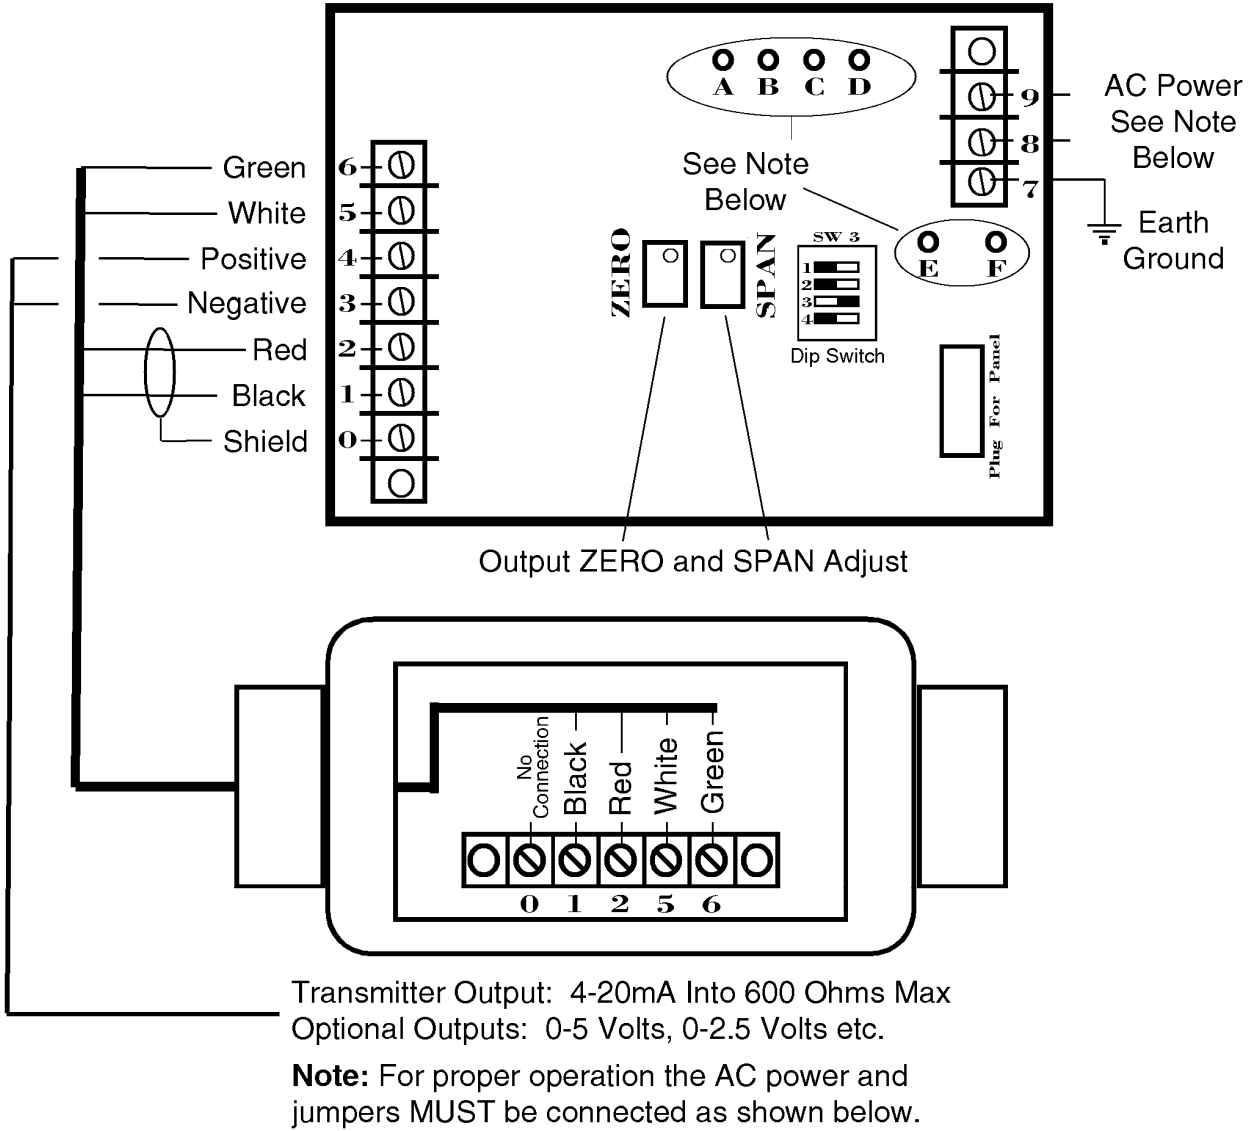 A B C D
9
AC Power
See Note
Below
8
7
Earth
Ground
See Note
Below
Green 6
White 5
Positive 4
Negative 3
Red 2
Black 1
Shield 0
ZERO
SPAN
SW 3
1
2
3
4
Dip Switch
E F
Plug For Panel
Output ZERO and SPAN Adjust
No
Connection
Black
Red
White
Green
0 1 2 5 6
Transmitter Output: 4-20mA Into 600 Ohms Max
Optional Outputs: 0-5 Volts, 0-2.5 Volts etc.
Note: For proper operation the AC power and
jumpers MUST be connected as shown below.